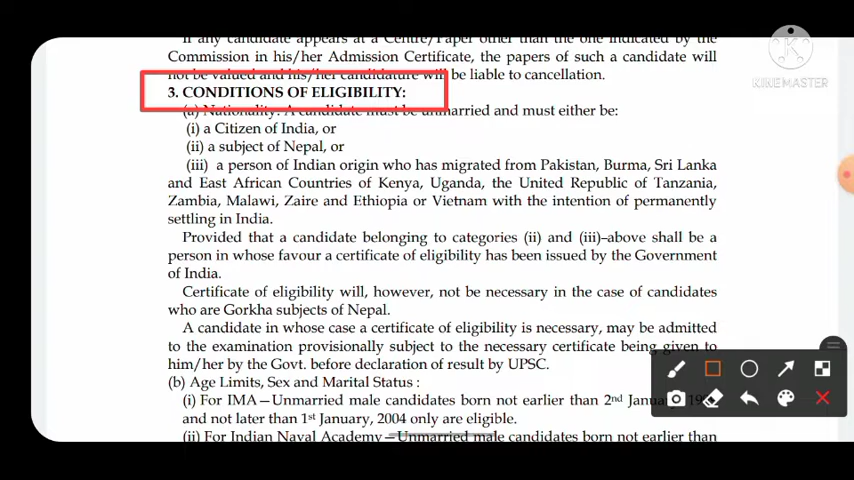 If any candidate appears at a Centre/Paper other than the one indicated by the
Commission in his/her Admission Certificate, the papers of such a candidate will
not be valued and his/her candidature will be liable to cancellation.
3. CONDITIONS OF ELIGIBILITY:
(a) Nationality: A candidate must be unmarried and must either be:
(i) a Citizen of India, or
(ii) a subject of Nepal, or
(iii) a person of Indian origin who has migrated from Pakistan, Burma, Sri Lanka
and East African Countries of Kenya, Uganda, the United Republic of Tanzania,
Zambia, Malawi, Zaire and Ethiopia or Vietnam with the intention of permanently
settling in India.
Provided that a candidate belonging to categories (ii) and (iii)–above shall be a
person in whose favour a certificate of eligibility has been issued by the Government
of India.
Certificate of eligibility will, however, not be necessary in the case of candidates
who are Gorkha subjects of Nepal.
A candidate in whose case a certificate of eligibility is necessary, may be admitted
to the examination provisionally subject to the necessary certificate being given to
him/her by the Govt. before declaration of result by UPSC.
(b) Age Limits, Sex and Marital Status :
(i) For IMA—Unmarried male candidates born not earlier than 2nd
and not later than 1st January, 2004 only are eligible.
(ii) For Indian Naval Academy—Unmarried male candidates born not earlier than
KINEMASTER